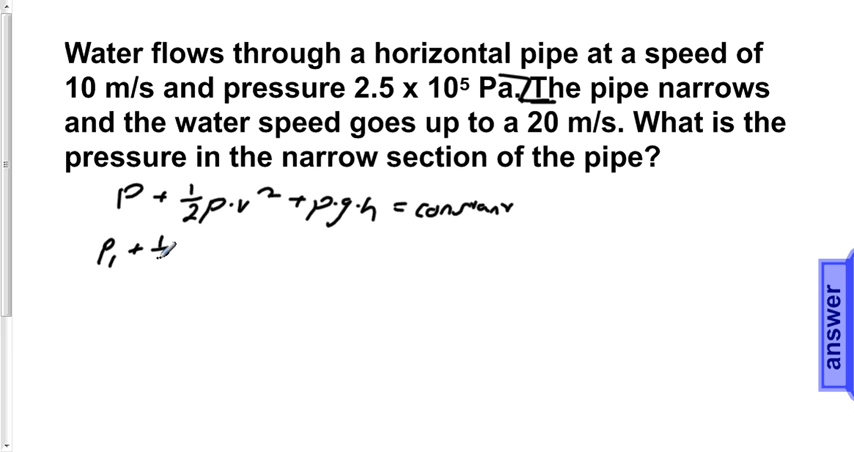 Water flows through a horizontal pipe at a speed of
10 m/s and pressure 2.5 x 10⁵ Pa. The pipe narrows
and the water speed goes up to a 20 m/s. What is the
pressure in the narrow section of the pipe?
P + ½ρ·v² + ρ·g·h = constant
P₁ + ½
answer